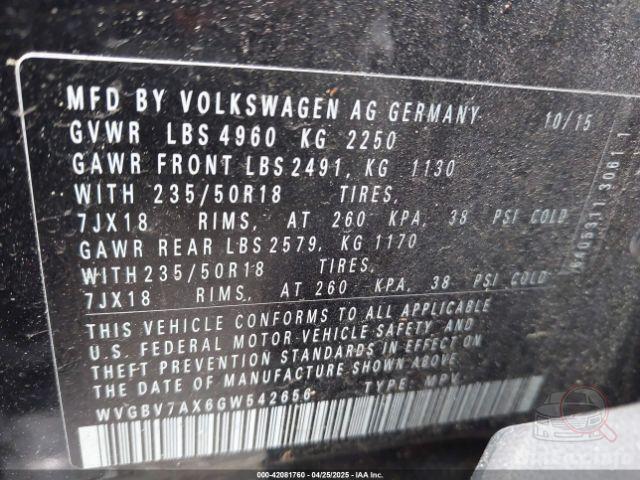 MFD BY VOLKSWAGEN AG GERMANY 10/15
GVWR LBS 4960 KG 2250
GAWR FRONT LBS 2491, KG 1130
WITH 235/50R18 TIRES,
7JX18 RIMS, AT 260 KPA, 38 PSI COLD
GAWR REAR LBS 2579, KG 1170
WITH 235/50R18 TIRES,
7JX18 RIMS, AT 260 KPA, 38 PSI COLD
THIS VEHICLE CONFORMS TO ALL APPLICABLE
U.S. FEDERAL MOTOR VEHICLE SAFETY, AND
THEFT PREVENTION STANDARDS IN EFFECT ON
THE DATE OF MANUFACTURE SHOWN ABOVE.
WVGBV7AX6GW542656 TYPE: MPV
000-42081760 - 04/25/2025 - IAA Inc.